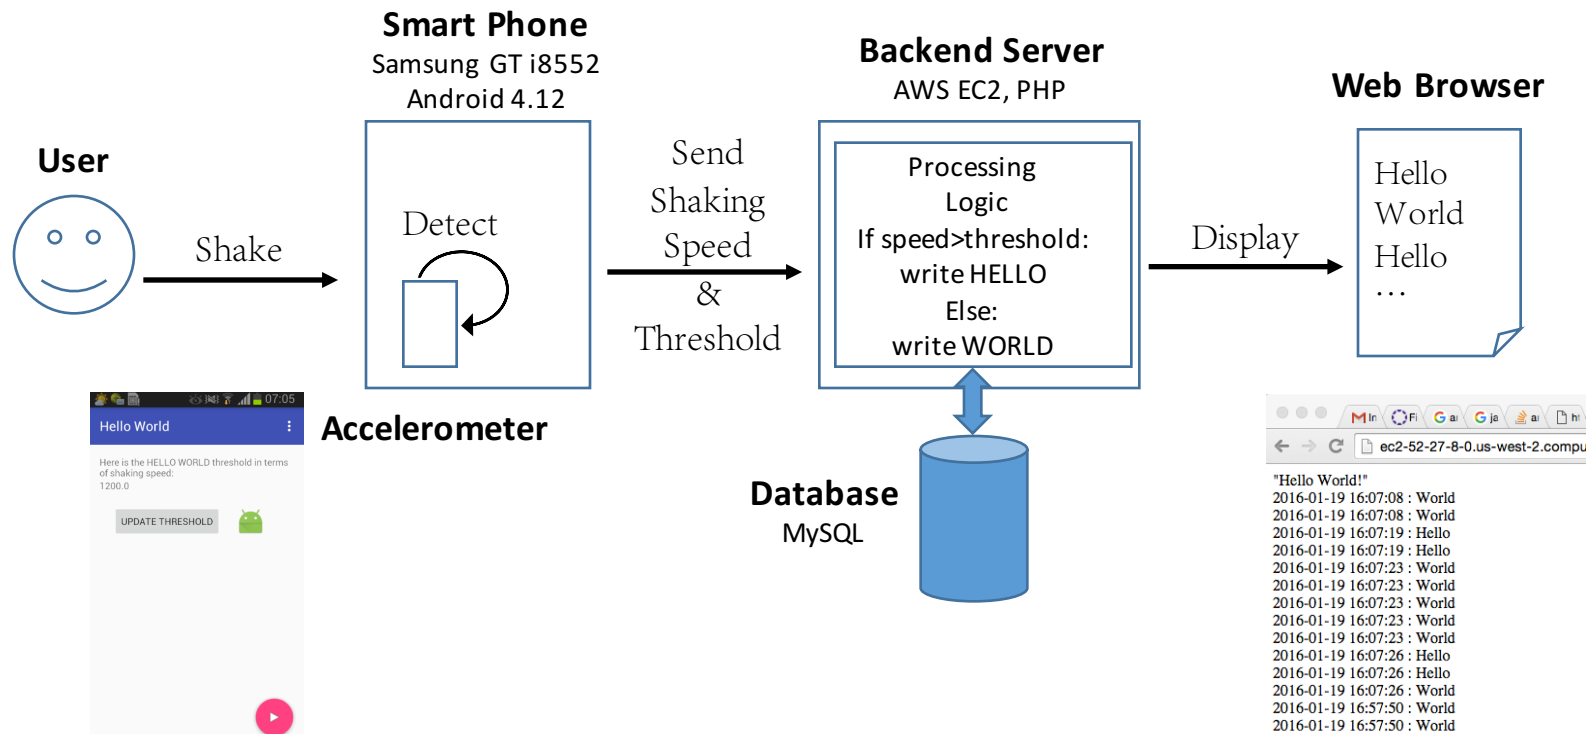 Smart Phone
Samsung GT i8552
Android 4.12
Backend Server
AWS EC2, PHP
Web Browser
User
Shake
Detect
Send
Shaking
Speed
&
Threshold
Processing
Logic
If speed>threshold:
write HELLO
Else:
write WORLD
Display
Hello
World
Hello
...
Accelerometer
Database
MySQL
07:05
Hello World
Here is the HELLO WORLD threshold in terms
of shaking speed:
1200.0
UPDATE THRESHOLD
In Fi G ai G ja ai ht
ec2-52-27-8-0.us-west-2.compu
"Hello World!"
2016-01-19 16:07:08 : World
2016-01-19 16:07:08 : World
2016-01-19 16:07:19 : Hello
2016-01-19 16:07:19 : Hello
2016-01-19 16:07:23 : World
2016-01-19 16:07:23 : World
2016-01-19 16:07:23 : World
2016-01-19 16:07:23 : World
2016-01-19 16:07:23 : World
2016-01-19 16:07:26 : Hello
2016-01-19 16:07:26 : Hello
2016-01-19 16:07:26 : World
2016-01-19 16:57:50 : World
2016-01-19 16:57:50 : World